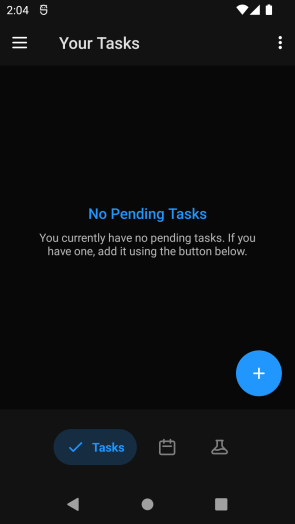 2:04
Your Tasks
No Pending Tasks
You currently have no pending tasks. If you
have one, add it using the button below.
Tasks